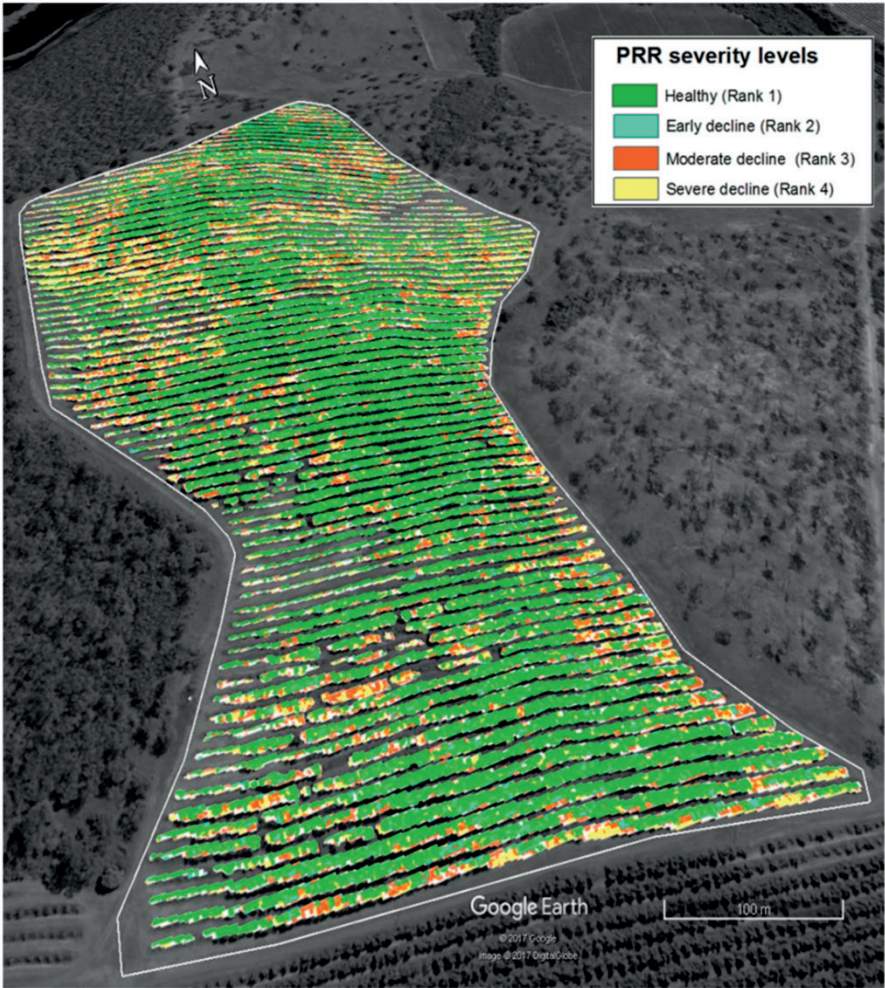 PRR severity levels
Healthy (Rank 1)
Early decline (Rank 2)
Moderate decline (Rank 3)
Severe decline (Rank 4)
N
Google Earth
100 m
© 2017 Google
Image © 2017 DigitalGlobe